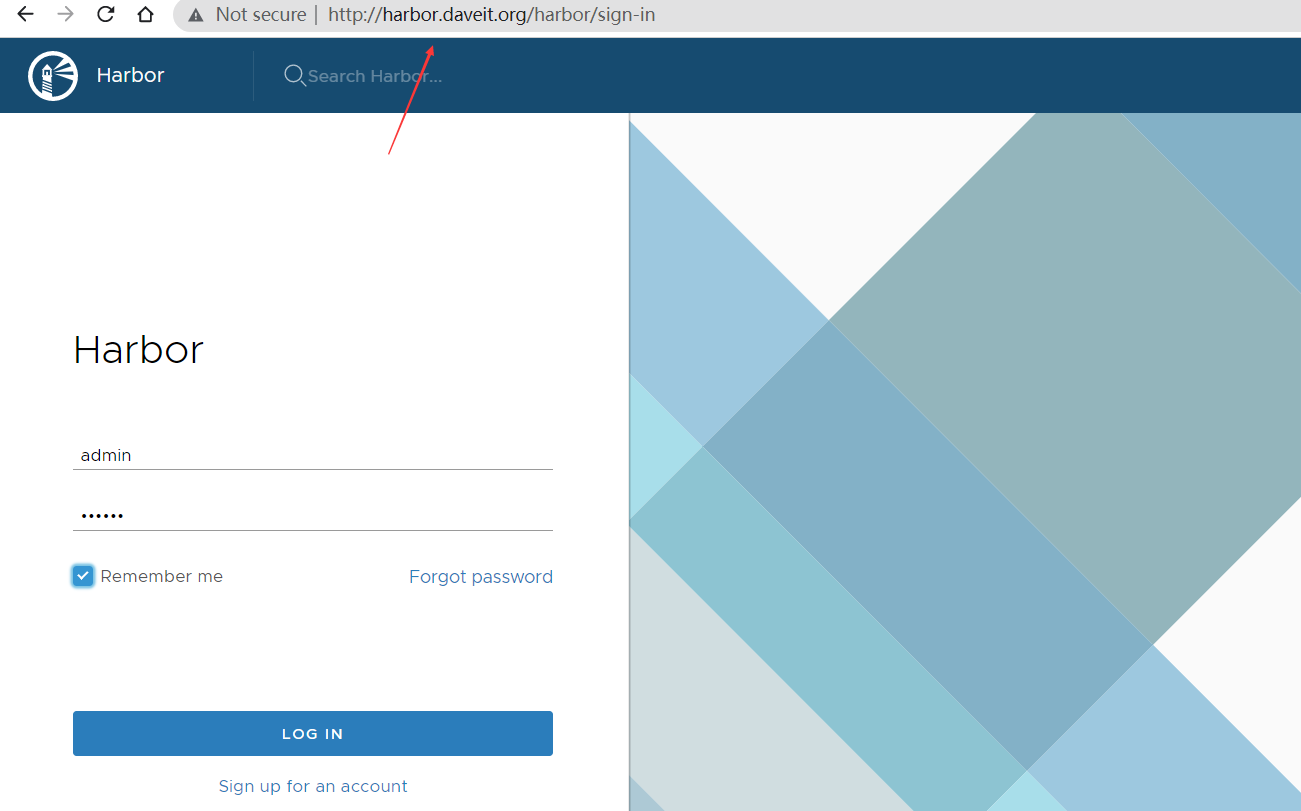 Not secure | http://harbor.daveit.org/harbor/sign-in
Harbor
Search Harbor...
Harbor
admin
••••••
Remember me
Forgot password
LOG IN
Sign up for an account